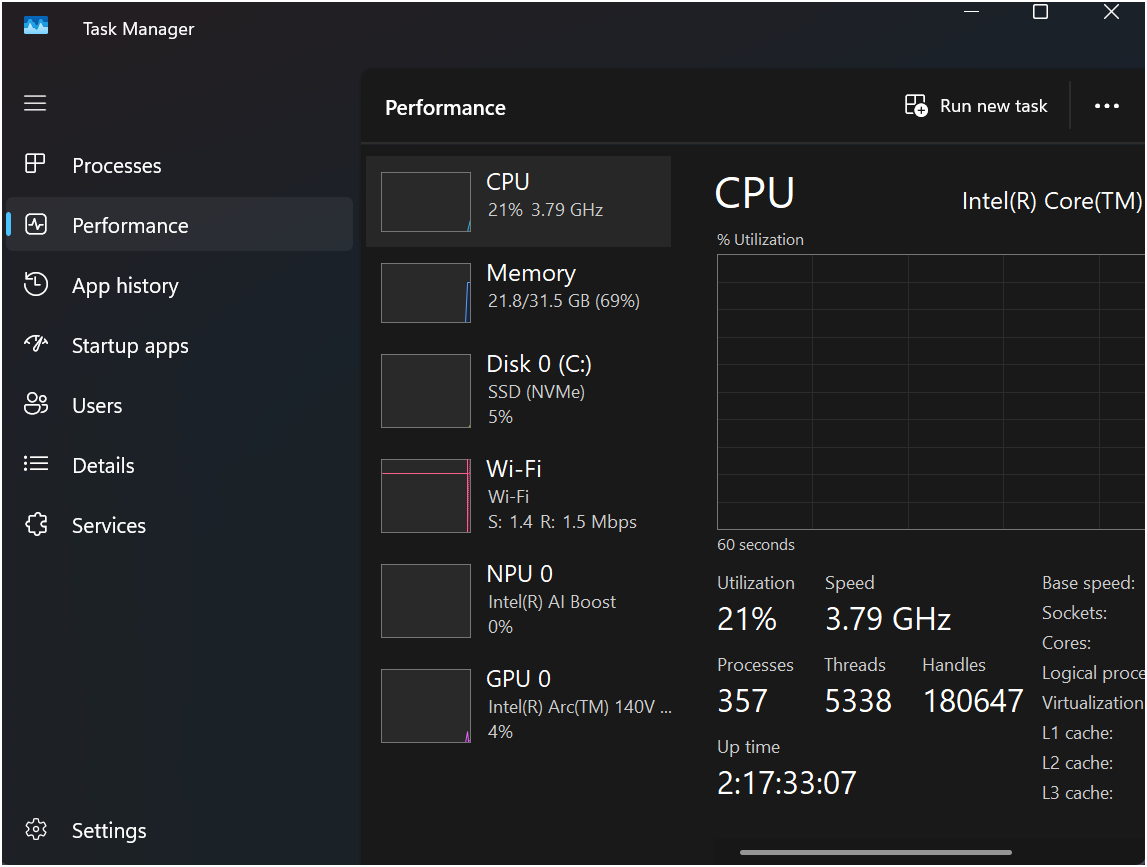 Task Manager
Performance
Run new task
Processes
Performance
App history
Startup apps
Users
Details
Services
Settings
CPU
21% 3.79 GHz
Memory
21.8/31.5 GB (69%)
Disk 0 (C:)
SSD (NVMe)
5%
Wi-Fi
Wi-Fi
S: 1.4 R: 1.5 Mbps
NPU 0
Intel(R) AI Boost
0%
GPU 0
Intel(R) Arc(TM) 140V ...
4%
CPU
Intel(R) Core(TM)
% Utilization
60 seconds
Utilization
Speed
21%
3.79 GHz
Processes
Threads
Handles
357
5338
180647
Up time
2:17:33:07
Base speed:
Sockets:
Cores:
Logical proce
Virtualization
L1 cache:
L2 cache:
L3 cache: